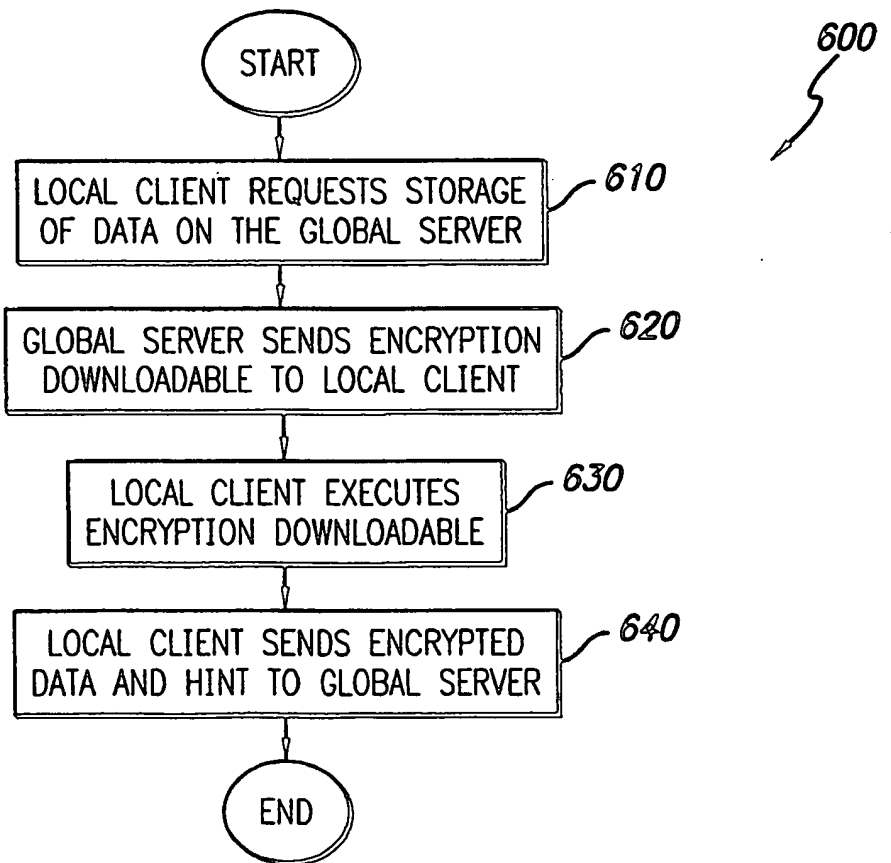 START
600
LOCAL CLIENT REQUESTS STORAGE
OF DATA ON THE GLOBAL SERVER
610
GLOBAL SERVER SENDS ENCRYPTION
DOWNLOADABLE TO LOCAL CLIENT
620
LOCAL CLIENT EXECUTES
ENCRYPTION DOWNLOADABLE
630
LOCAL CLIENT SENDS ENCRYPTED
DATA AND HINT TO GLOBAL SERVER
640
END